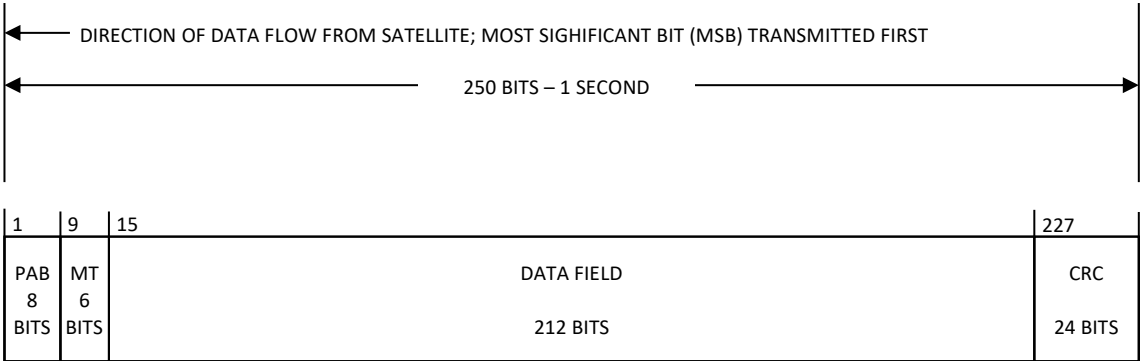 DIRECTION OF DATA FLOW FROM SATELLITE; MOST SIGHIFICANT BIT (MSB) TRANSMITTED FIRST
250 BITS – 1 SECOND
1 9 15 227
PAB MT DATA FIELD CRC
8 6
BITS BITS 212 BITS 24 BITS